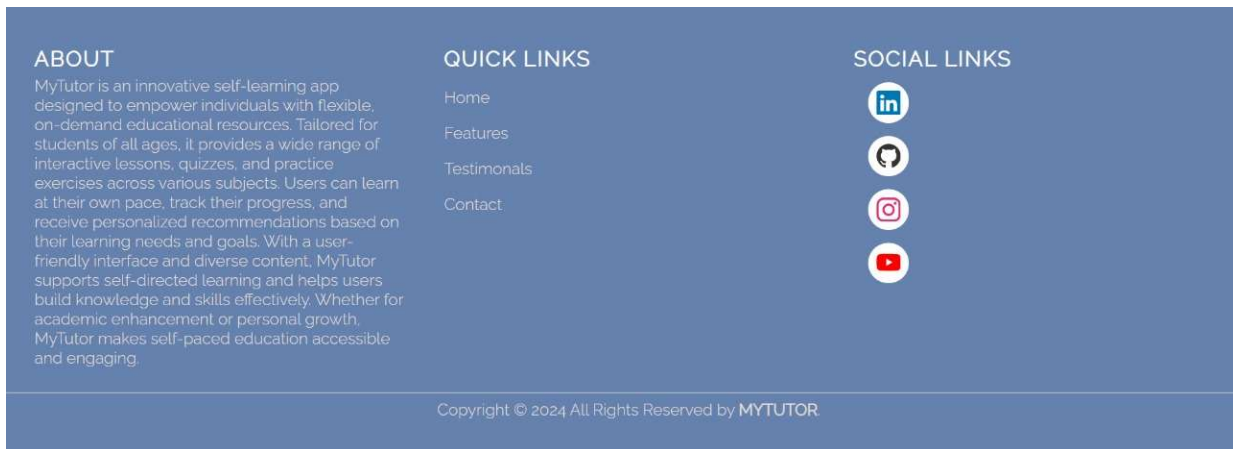 ABOUT
MyTutor is an innovative self-learning app
designed to empower individuals with flexible,
on-demand educational resources. Tailored for
students of all ages, it provides a wide range of
interactive lessons, quizzes, and practice
exercises across various subjects. Users can learn
at their own pace, track their progress, and
receive personalized recommendations based on
their learning needs and goals. With a user-
friendly interface and diverse content, MyTutor
supports self-directed learning and helps users
build knowledge and skills effectively. Whether for
academic enhancement or personal growth,
MyTutor makes self-paced education accessible
and engaging.
QUICK LINKS
Home
Features
Testimonals
Contact
SOCIAL LINKS
in
Copyright © 2024 All Rights Reserved by MYTUTOR.